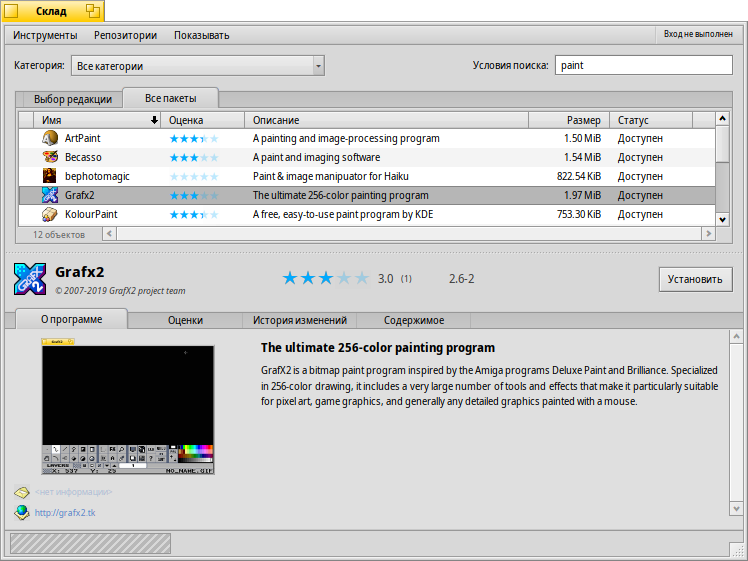 Склад
Инструменты Репозитории Показывать Вход не выполнен
Категория: Все категории Условия поиска: paint
Выбор редакции Все пакеты
Имя Оценка Описание Размер Статус
ArtPaint A painting and image-processing program 1.50 MiB Доступен
Becasso A paint and imaging software 1.54 MiB Доступен
bephotomagic Paint & image manipuator for Haiku 822.54 KiB Доступен
Grafx2 The ultimate 256-color painting program 1.97 MiB Доступен
KolourPaint A free, easy-to-use paint program by KDE 753.30 KiB Доступен
12 объектов
Grafx2 3.0 (1) 2.6-2 Установить
© 2007-2019 GrafX2 project team
О программе Оценки История изменений Содержимое
The ultimate 256-color painting program
GrafX2 is a bitmap paint program inspired by the Amiga programs Deluxe Paint and Brilliance. Specialized
in 256-color drawing, it includes a very large number of tools and effects that make it particularly suitable
for pixel art, game graphics, and generally any detailed graphics painted with a mouse.
LAYERS 1
X: 537 Y: 25 NO_NAME.GIF
<нет информации>
http://grafx2.tk